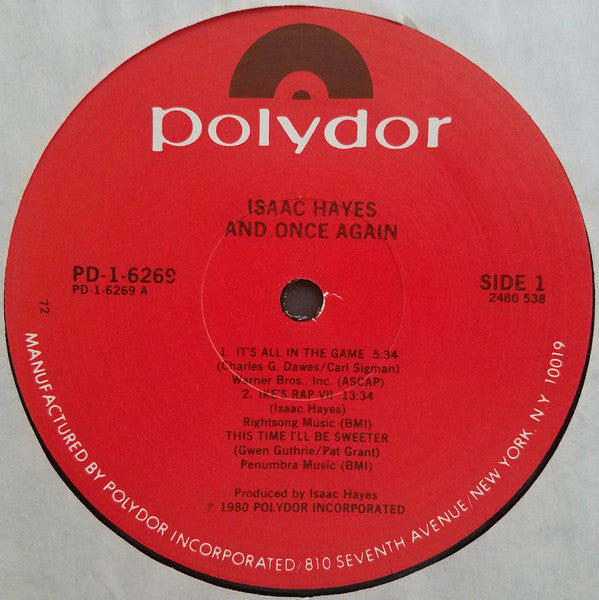 polydor
ISAAC HAYES
AND ONCE AGAIN
PD-1-6269
PD-1-6269 A
SIDE 1
2480 538
72
1. IT'S ALL IN THE GAME 5:34
(Charles G. Dawes/Carl Sigman)
Warner Bros., Inc. (ASCAP)
2. IKE'S RAP VII 13:34
(Isaac Hayes)
Rightsong Music (BMI)
THIS TIME I'LL BE SWEETER
(Gwen Guthrie/Pat Grant)
Penumbra Music (BMI)
Produced by Isaac Hayes
℗ 1980 POLYDOR INCORPORATED
MANUFACTURED BY POLYDOR INCORPORATED/810 SEVENTH AVENUE/NEW YORK, N Y 10019